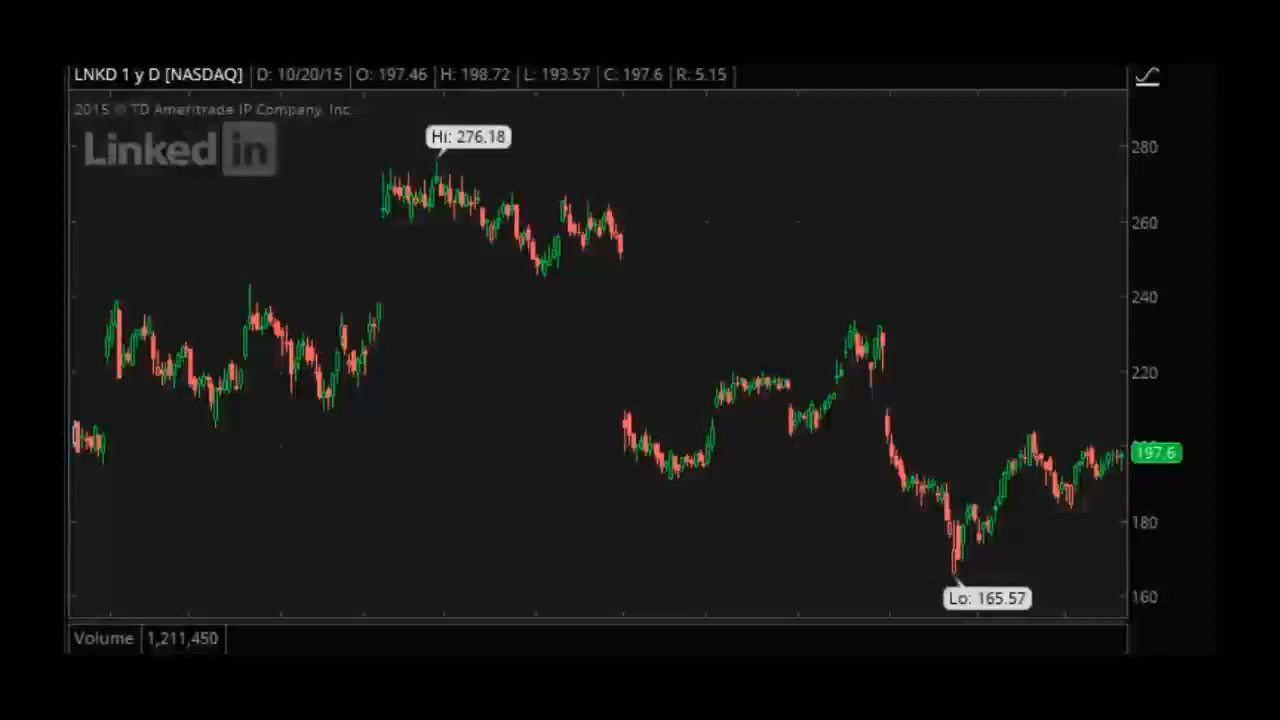 LNKD 1 y D [NASDAQ] D: 10/20/15 O: 197.46 H: 198.72 L: 193.57 C: 197.6 R: 5.15
2015 © TD Ameritrade IP Company, Inc.
Linked in
Hi: 276.18
280
260
240
220
197.6
180
160
Lo: 165.57
Volume 1,211,450